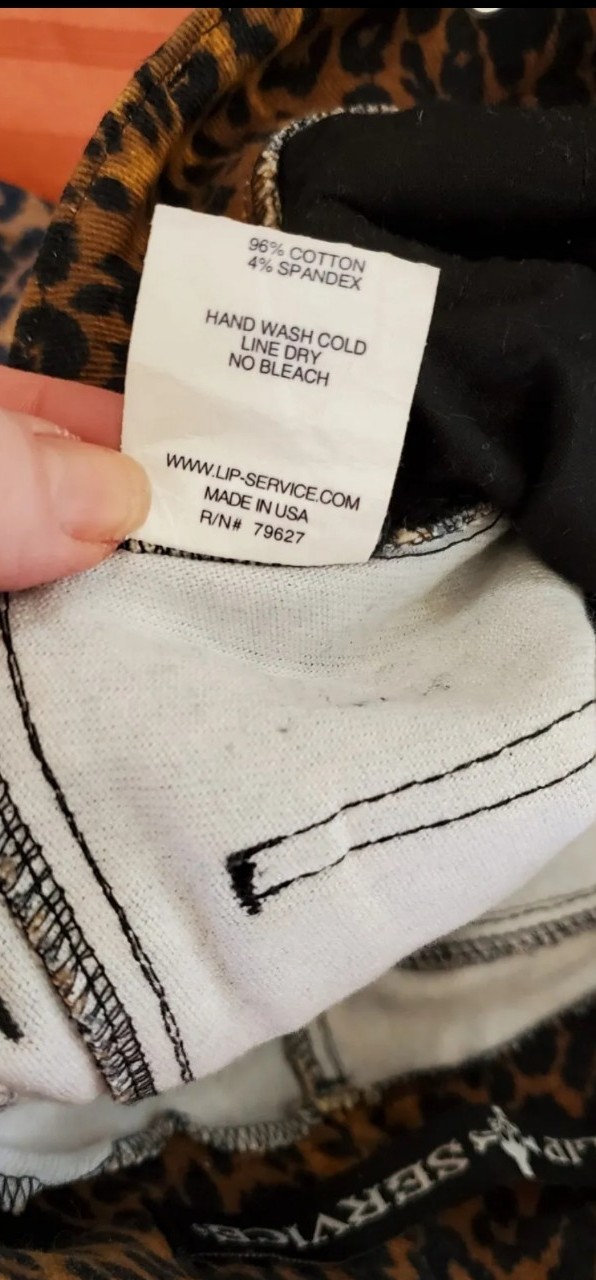 96% COTTON
4% SPANDEX
HAND WASH COLD
LINE DRY
NO BLEACH
WWW.LIP-SERVICE.COM
MADE IN USA
R/N# 79627
LIP
SERVICE